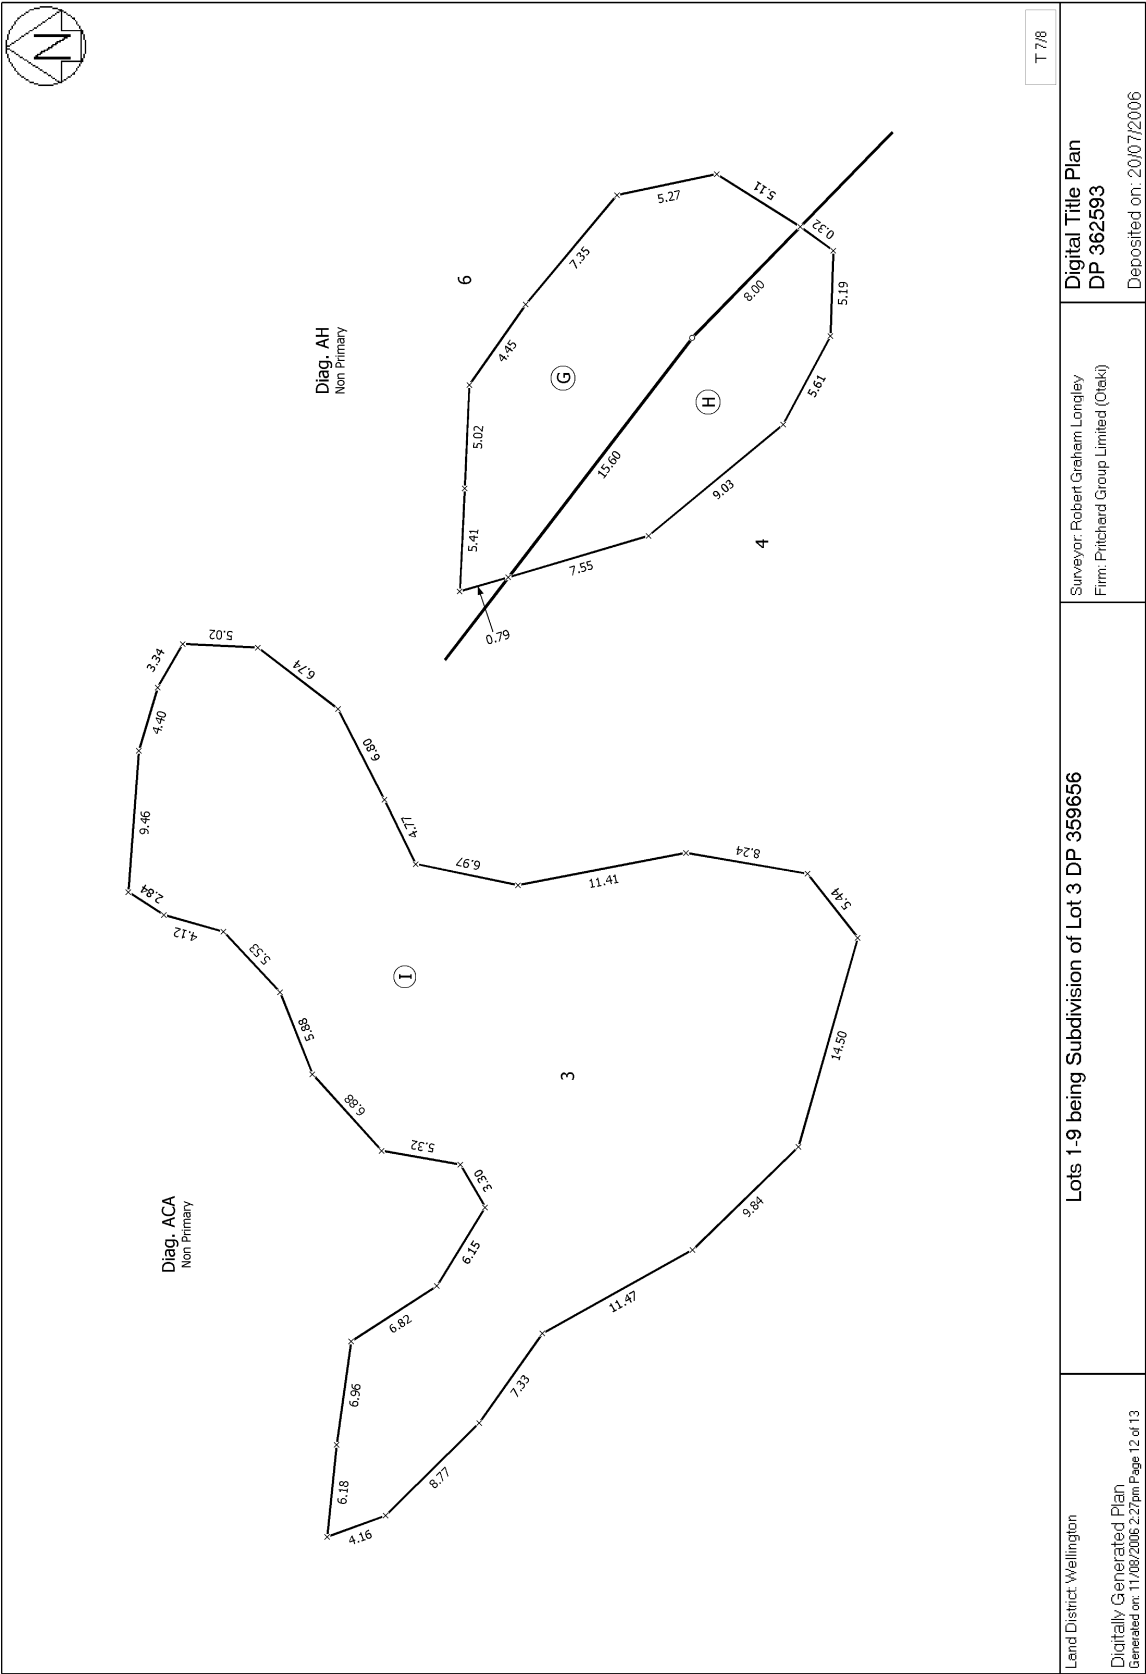 N
T 7/8
Diag. ACA
Non Primary
Diag. AH
Non Primary
9.46
4.40
3.34
5.02
6.74
6.80
4.77
6.97
11.41
8.24
5.44
14.50
9.84
11.47
7.33
8.77
4.16
6.18
6.96
6.82
6.15
3.30
5.32
6.88
5.88
5.53
4.12
2.84
I
3
6
5.41
5.02
4.45
7.35
5.27
5.11
0.32
5.19
5.61
9.03
7.55
0.79
15.60
8.00
G
H
4
Land District: Wellington
Digitally Generated Plan
Generated on: 11/08/2006 2:27pm Page 12 of 13
Lots 1-9 being Subdivision of Lot 3 DP 359656
Surveyor: Robert Graham Longley
Firm: Pritchard Group Limited (Otaki)
Digital Title Plan
DP 362593
Deposited on: 20/07/2006